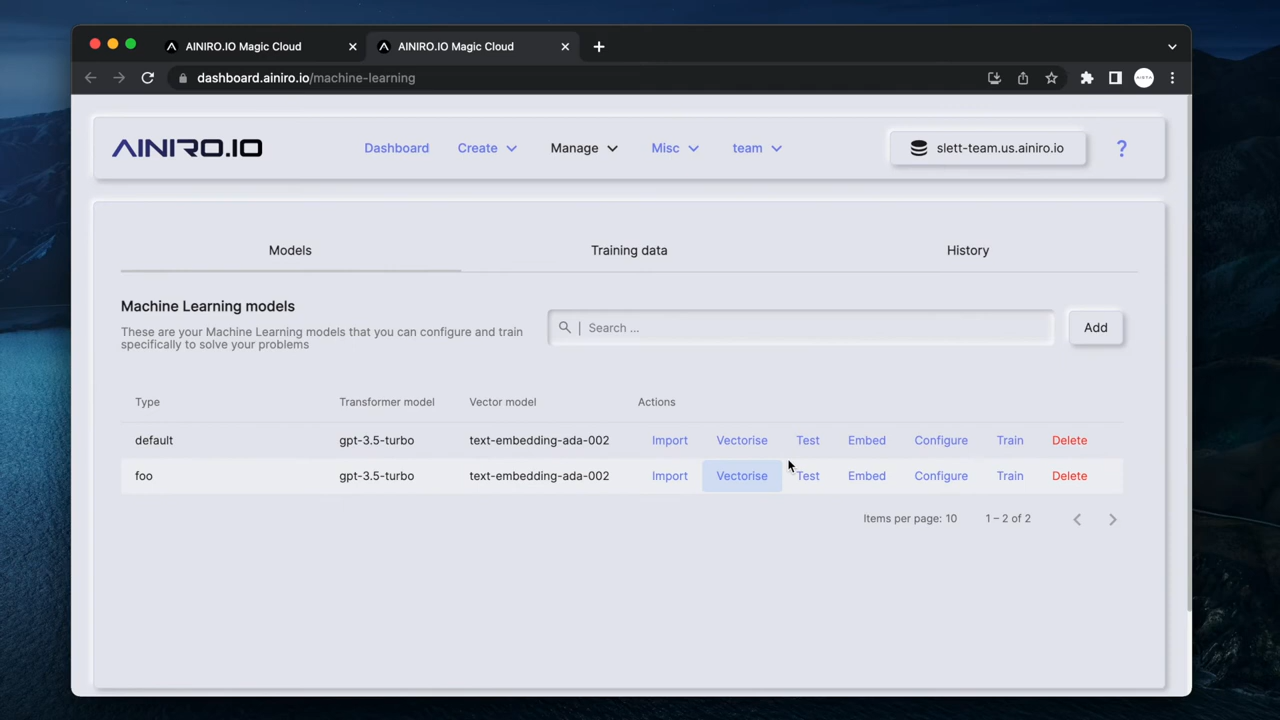 AINIRO.IO Magic Cloud
AINIRO.IO Magic Cloud
dashboard.ainiro.io/machine-learning
AINIRO.IO
Dashboard
Create
Manage
Misc
team
slett-team.us.ainiro.io
?
Models
Training data
History
Machine Learning models
These are your Machine Learning models that you can configure and train
specifically to solve your problems
Search ...
Add
Type Transformer model Vector model Actions
default gpt-3.5-turbo text-embedding-ada-002 Import Vectorise Test Embed Configure Train Delete
foo gpt-3.5-turbo text-embedding-ada-002 Import Vectorise Test Embed Configure Train Delete
Items per page: 10 1 – 2 of 2